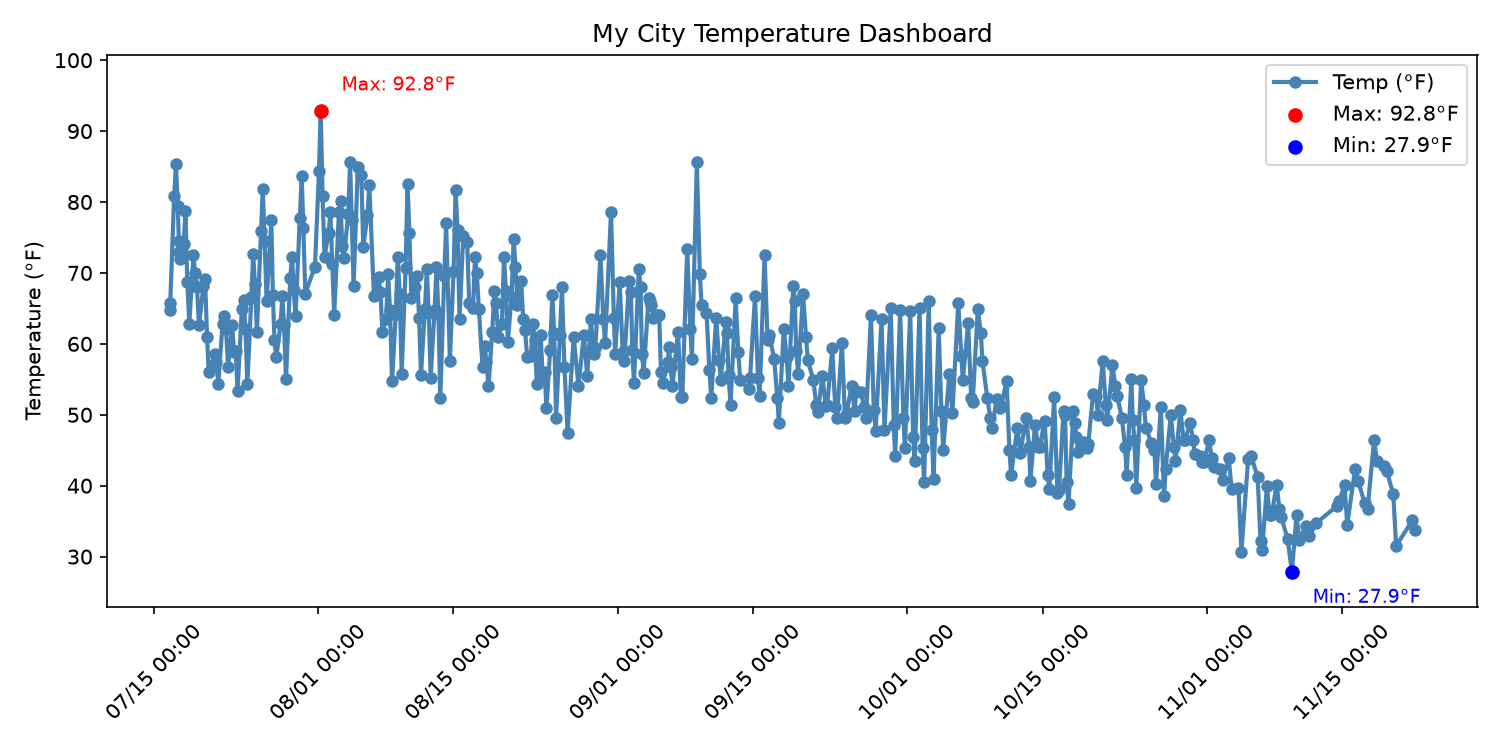 My City Temperature Dashboard
Temperature (°F)
100
90
80
70
60
50
40
30
Max: 92.8°F
Temp (°F)
Max: 92.8°F
Min: 27.9°F
Min: 27.9°F
07/15 00:00
08/01 00:00
08/15 00:00
09/01 00:00
09/15 00:00
10/01 00:00
10/15 00:00
11/01 00:00
11/15 00:00